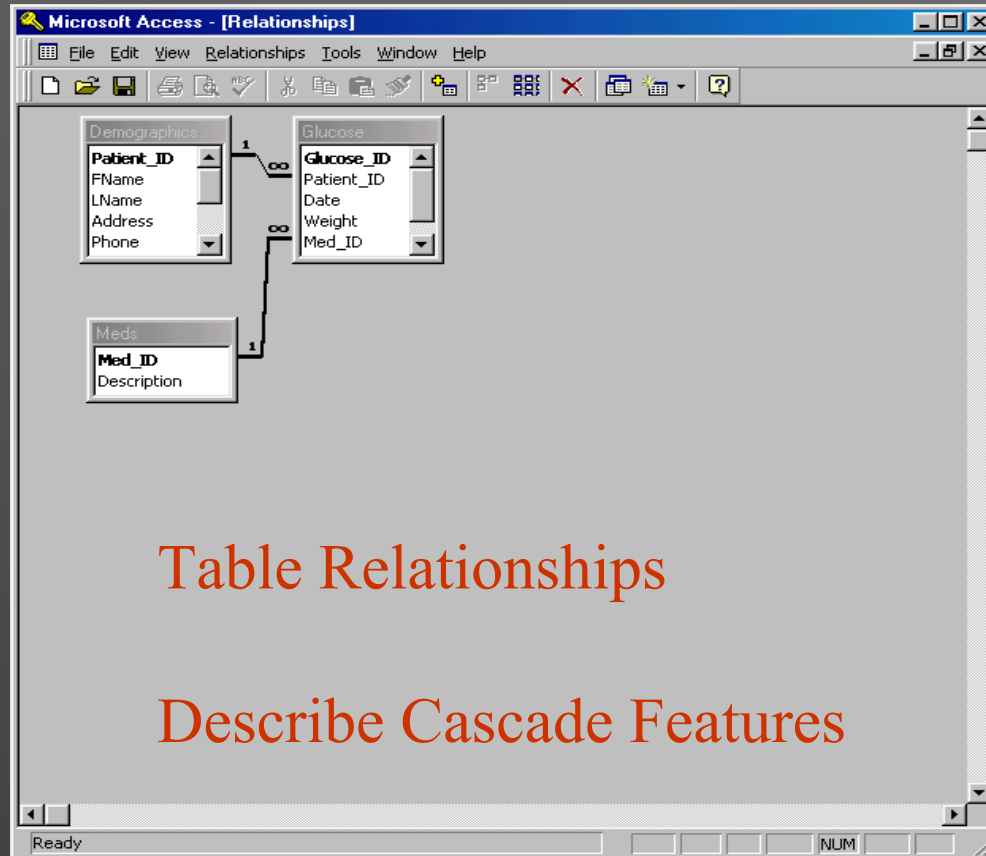 Microsoft Access - [Relationships]
File Edit View Relationships Tools Window Help
Demographics
Patient_ID
FName
LName
Address
Phone
1
∞
Glucose
Glucose_ID
Patient_ID
Date
Weight
Med_ID
∞
Meds
Med_ID
Description
1
Table Relationships
Describe Cascade Features
Ready
NUM